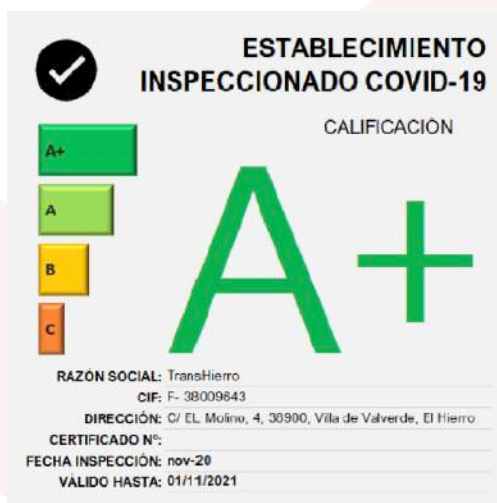 ESTABLECIMIENTO
INSPECCIONADO COVID-19
CALIFICACIÓN
A+
A+
A
B
C
RAZÓN SOCIAL: TransHierro
CIF: F- 38009643
DIRECCIÓN: C/ EL Molino, 4, 38900, Villa de Valverde, El Hierro
CERTIFICADO Nº:
FECHA INSPECCIÓN: nov-20
VÁLIDO HASTA: 01/11/2021